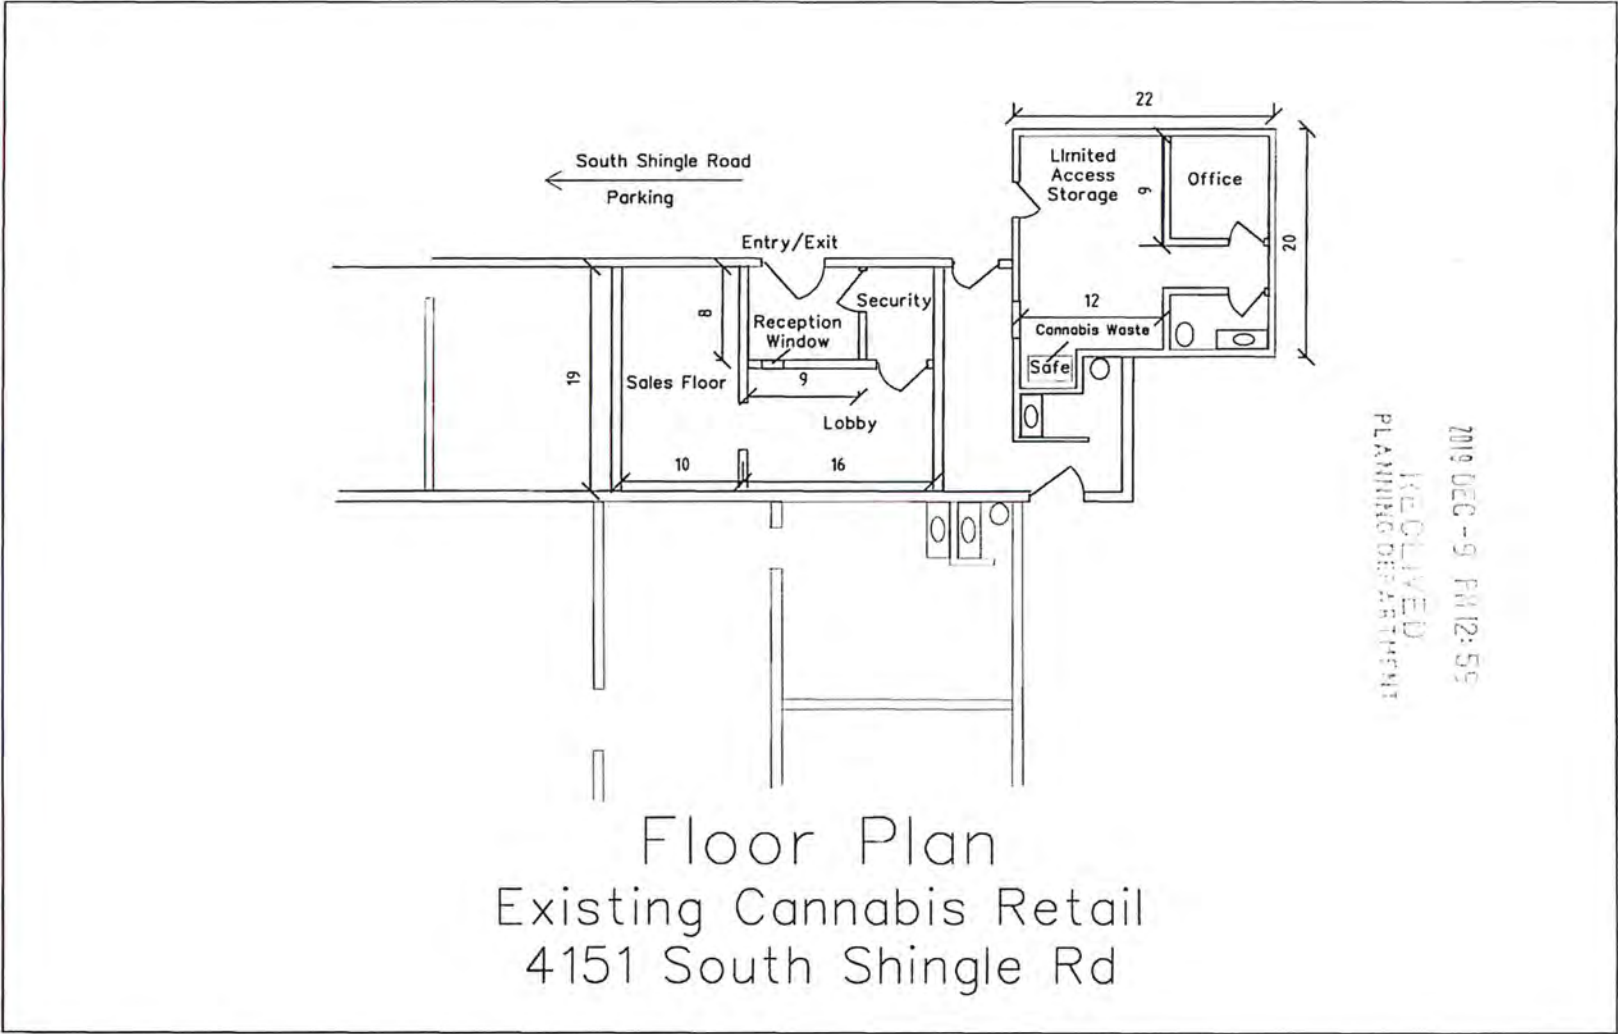 22
South Shingle Road
Parking
LImited
Access
Storage
9
Office
20
Entry/Exit
Security
8
Reception
Window
12
Cannabis Waste
Safe
19
Sales Floor
9
Lobby
10
16
2019 DEC -9 PM 12:59
RECEIVED
PLANNING DEPARTMENT
Floor Plan
Existing Cannabis Retail
4151 South Shingle Rd